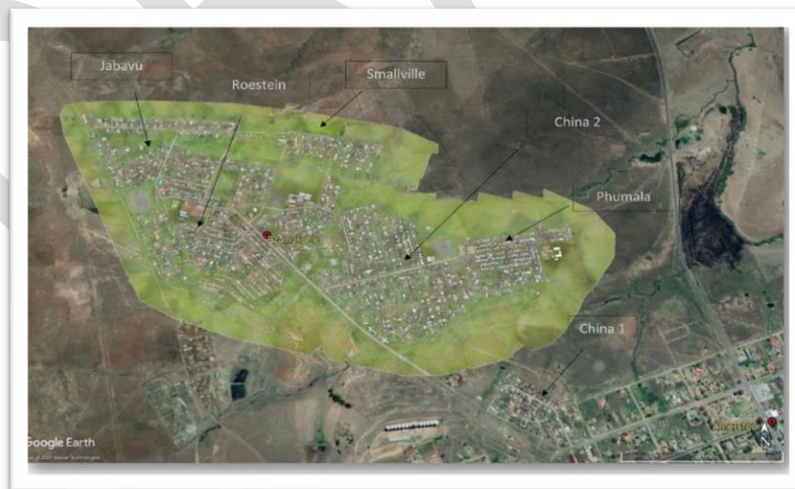 Jabavu
Roestein
Smallville
China 2
Phumala
China 1
Google Earth